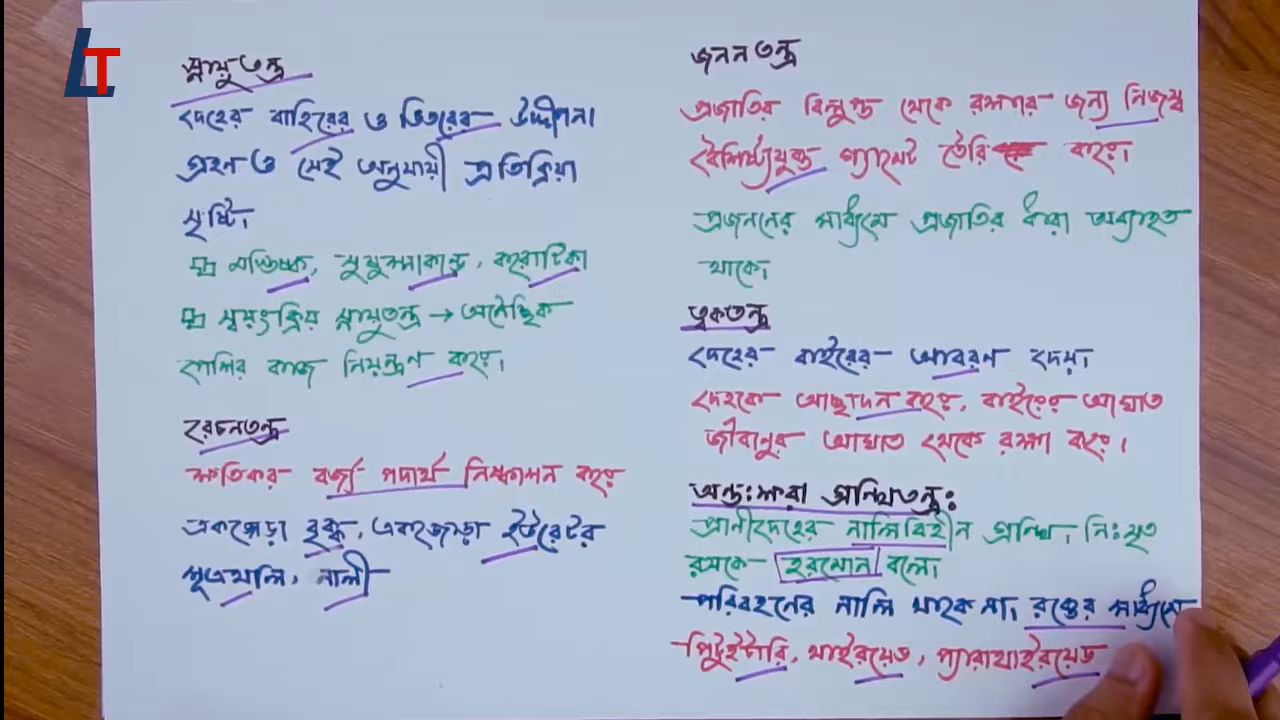 LT
স্নায়ুতন্ত্র
দেহের বাহিরের ও ভিতরের উদ্দীপনা
গ্রহন ও সেই অনুযায়ী প্রতিক্রিয়া
সৃষ্টি।
মস্তিষ্ক, সুষুম্নাকান্ড, করোটিকা
স্বয়ংক্রিয় স্নায়ুতন্ত্র → অনৈচ্ছিক
পেশির কাজ নিয়ন্ত্রণ করে।
রেচনতন্ত্র
ক্ষতিকর বর্জ্য পদার্থ নিষ্কাশন করে
একজোড়া বৃক্ক, একজোড়া ইউরেটর
মূত্রথলি, নালী
জননতন্ত্র
প্রজাতির বিলুপ্ত থেকে রক্ষার জন্য নিজস্ব
বৈশিষ্ট্যযুক্ত গ্যামেট তৈরি করে।
প্রজননের মাধ্যমে প্রজাতির ধারা অব্যাহত
থাকে।
ত্বকতন্ত্র
দেহের বাইরের আবরণ দেয়।
দেহকে আচ্ছাদন করে, বাইরের আঘাত
জীবানুর আঘাত থেকে রক্ষা করে।
অন্তঃক্ষরা গ্রন্থিতন্ত্রঃ
প্রানীদেহের নালিবিহীন গ্রন্থি, নিঃসৃত
রসকে হরমোন বলে।
পরিবহনের নালি থাকে না, রক্তের মাধ্যমে
পিটুইটারি, থাইরয়েড, প্যারাথাইরয়েড